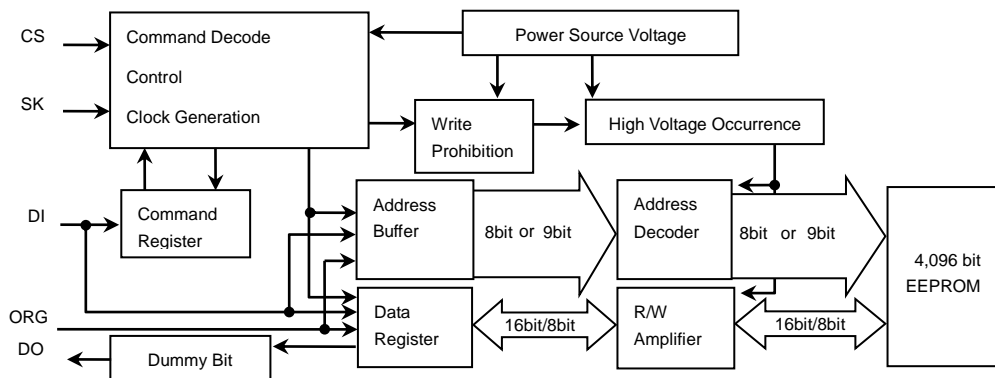 CS
Command Decode
Control
Clock Generation
Power Source Voltage
SK
Write
Prohibition
High Voltage Occurrence
DI
Command
Register
Address
Buffer
8bit or 9bit
Address
Decoder
8bit or 9bit
4,096 bit
EEPROM
ORG
Data
Register
16bit/8bit
R/W
Amplifier
16bit/8bit
DO
Dummy Bit